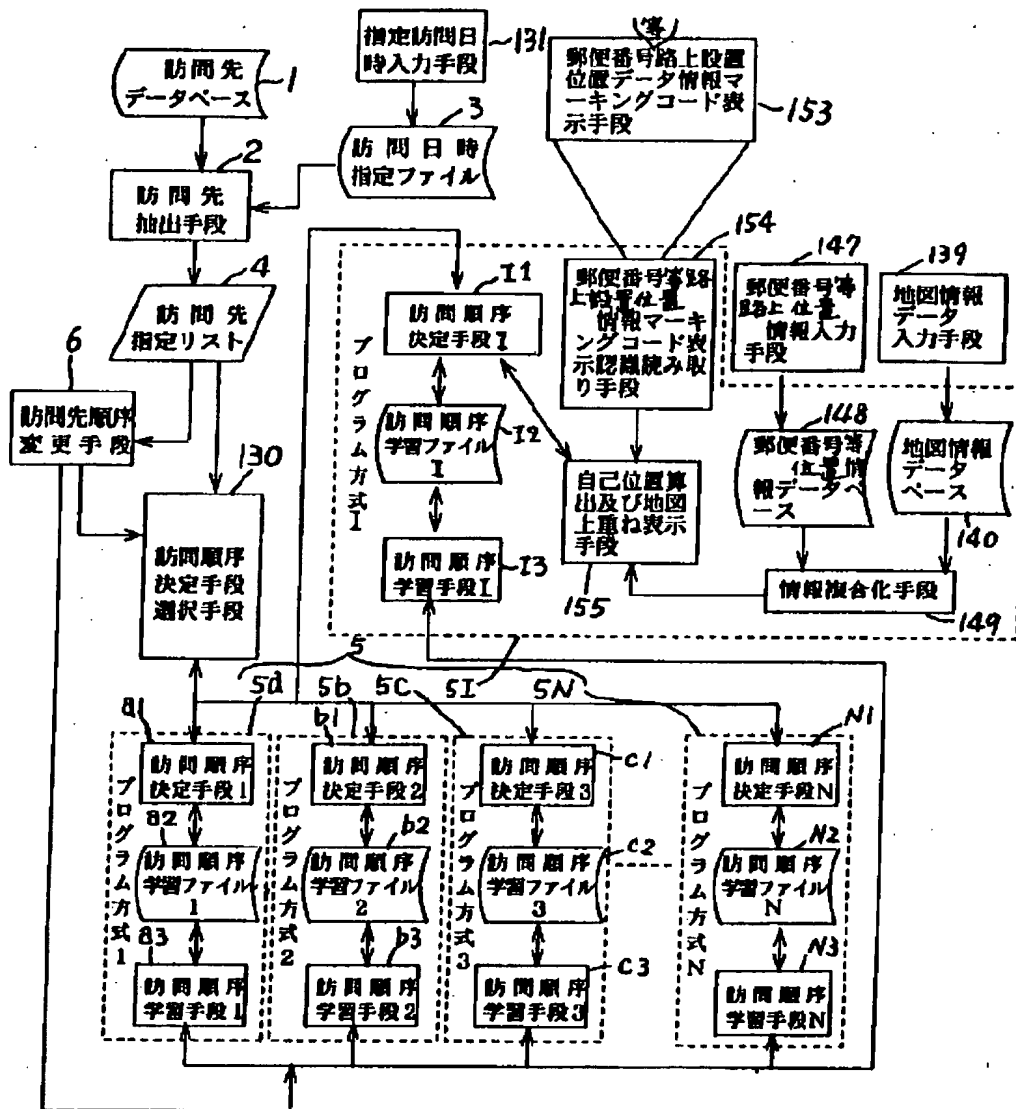 訪問先
データベース
1
指定訪問日
時入力手段
131
(等)
郵便番号路上設置
位置データ情報マ
ーキングコード表
示手段
153
2
訪問先
抽出手段
3
訪問日時
指定ファイル
4
訪問先
指定リスト
6
訪問先順序
変更手段
130
訪問順序
決定手段
選択手段
プログラム方式I
I1
訪問順序
決定手段I
I2
訪問順序
学習ファイル
I
I3
訪問順序
学習手段I
154
郵便番号等路
上設置位置
情報マーキ
ングコード表
示認識読み取
り手段
自己位置算
出及び地図
上重ね表示
手段
155
147
郵便番号等
路上位置
情報入力
手段
139
地図情報
データ
入力手段
148
郵便番号等
位置情
報データベ
ース
地図情報
データ
ベース
140
情報複合化手段
149
5
5a
5b
5c
5I
5N
プログラム方式1
a1
訪問順序
決定手段1
a2
訪問順序
学習ファイル
1
a3
訪問順序
学習手段1
プログラム方式2
b1
訪問順序
決定手段2
b2
訪問順序
学習ファイル
2
b3
訪問順序
学習手段2
プログラム方式3
c1
訪問順序
決定手段3
c2
訪問順序
学習ファイル
3
c3
訪問順序
学習手段3
プログラム方式N
N1
訪問順序
決定手段N
N2
訪問順序
学習ファイル
N
N3
訪問順序
学習手段N